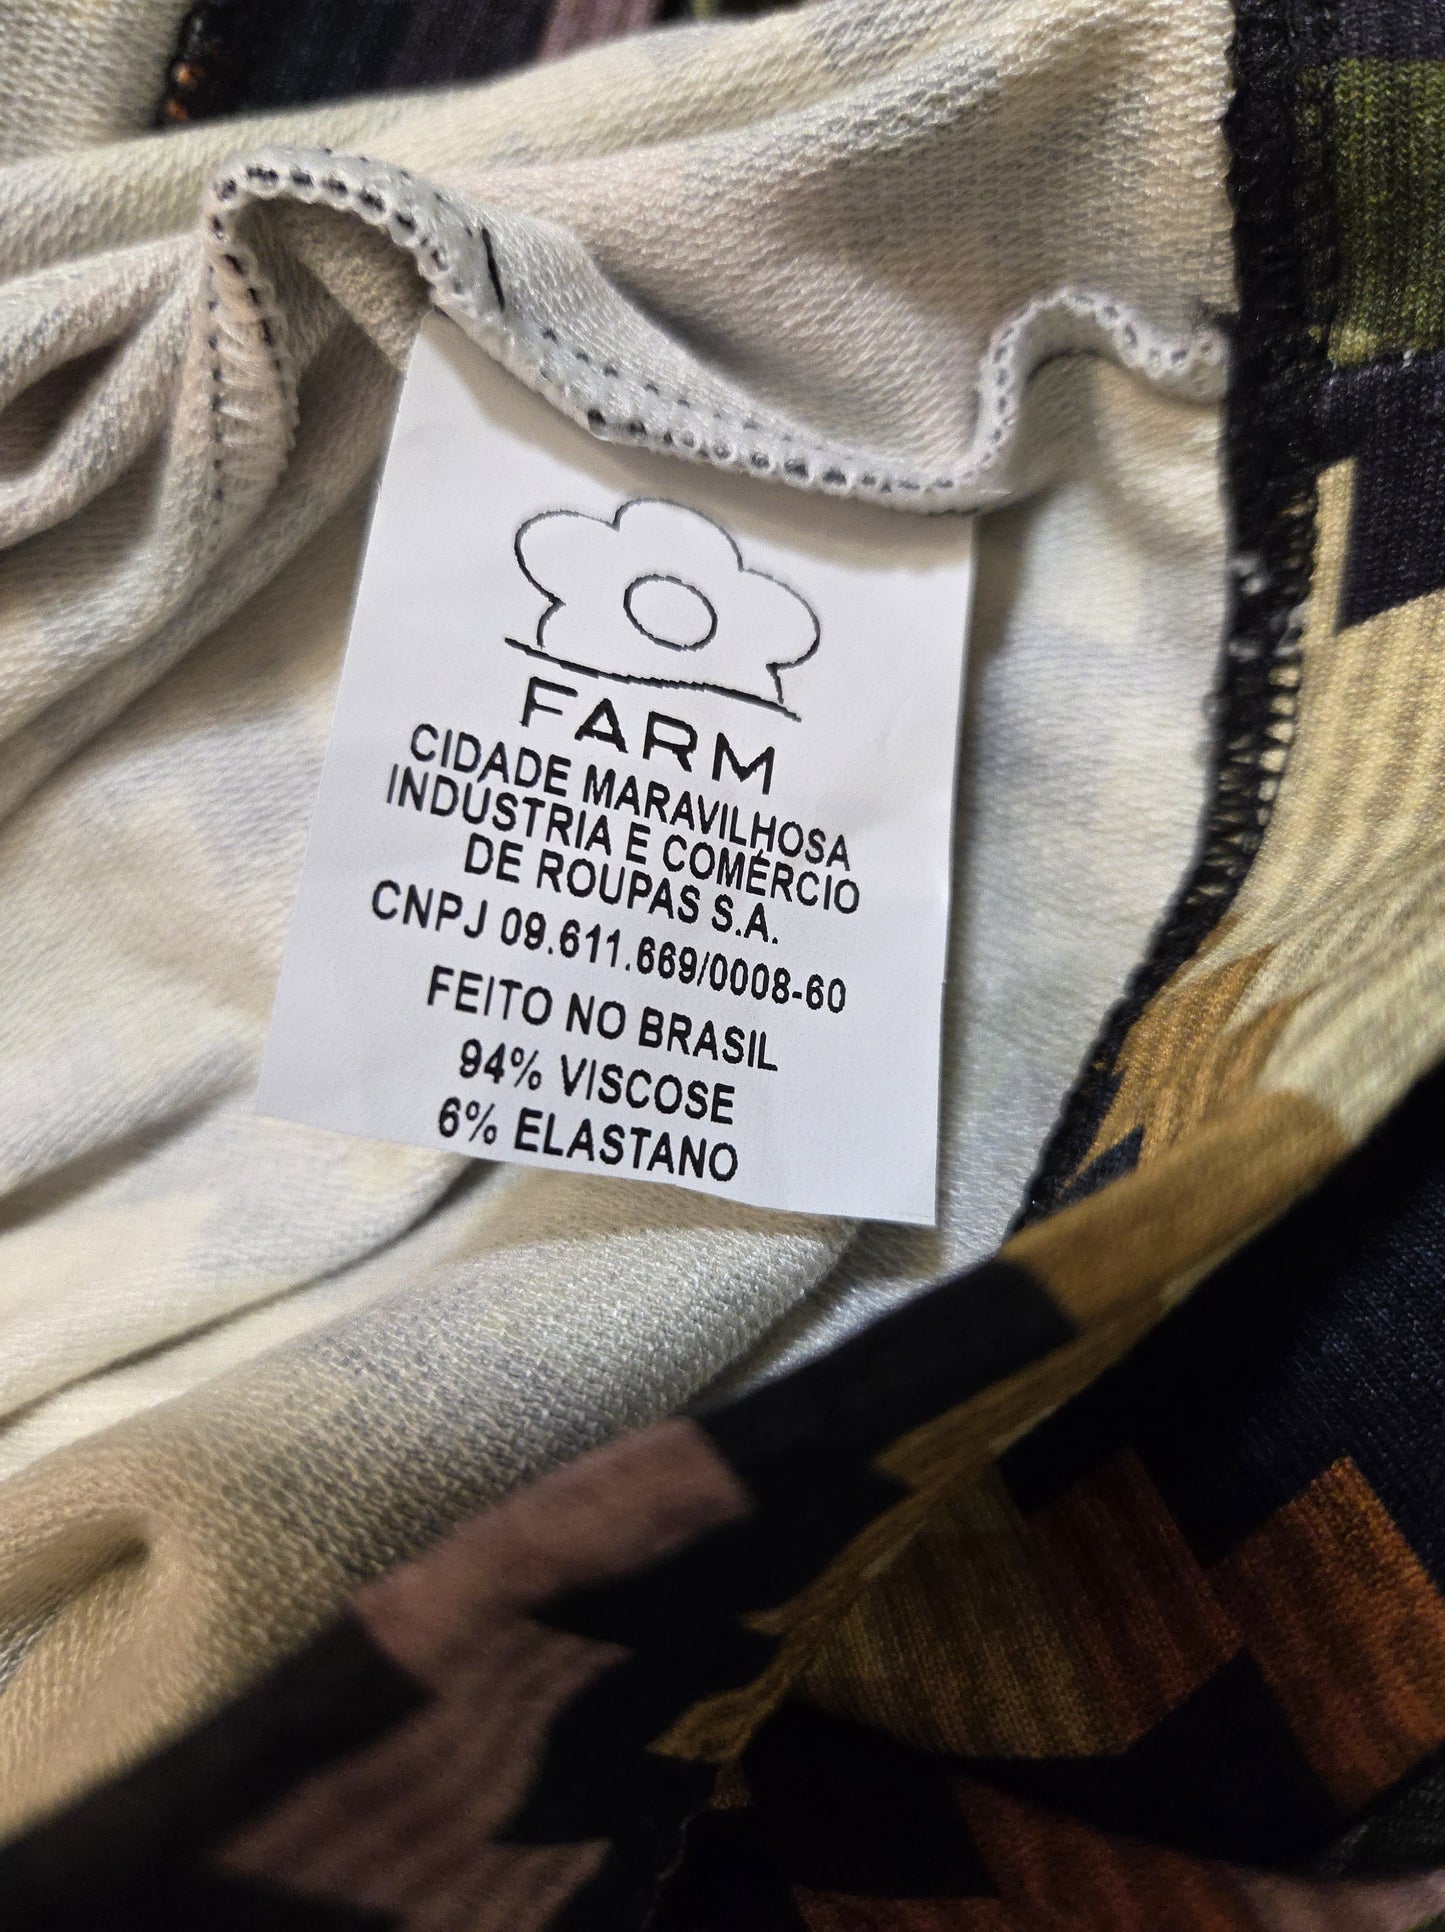 FARM
CIDADE MARAVILHOSA
INDUSTRIA E COMÉRCIO
DE ROUPAS S.A.
CNPJ 09.611.669/0008-60
FEITO NO BRASIL
94% VISCOSE
6% ELASTANO